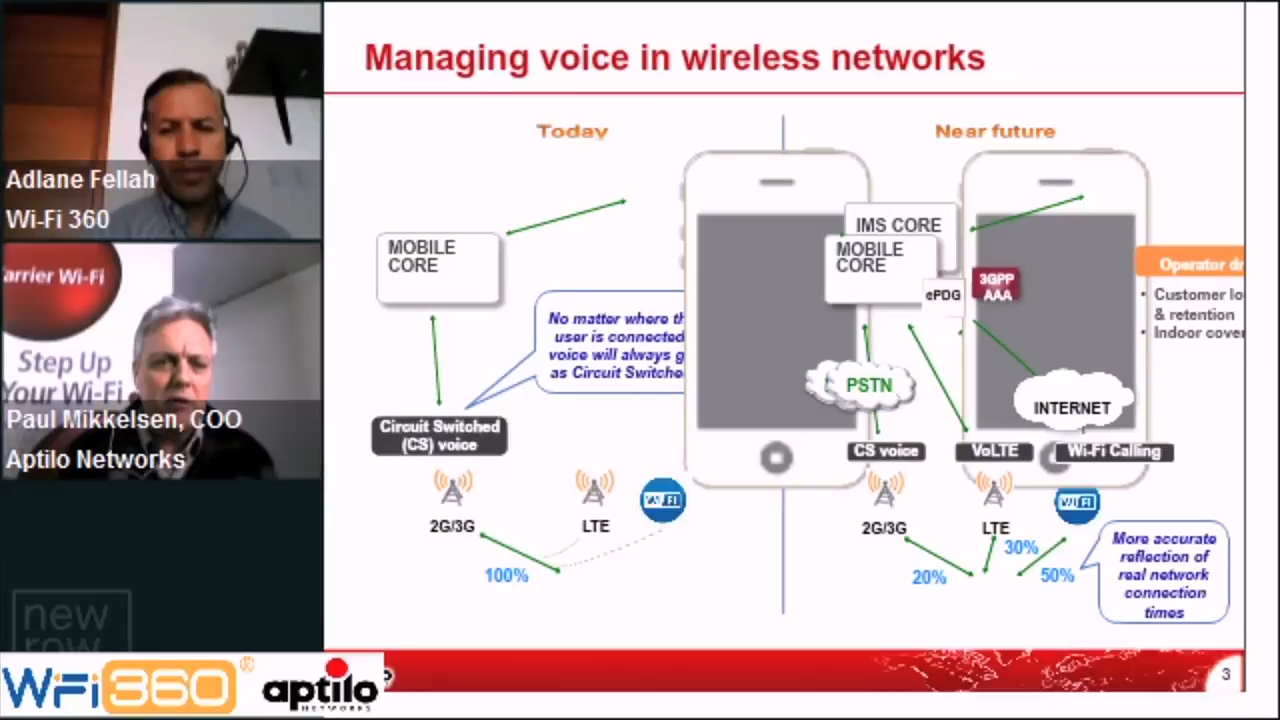 Adlane Fellah
Wi-Fi 360
arrier Wi-Fi
Step Up
Your Wi-Fi
Paul Mikkelsen, COO
Aptilo Networks
new
row
WiFi360®
aptilo
NETWORKS
Managing voice in wireless networks
Today
MOBILE
CORE
No matter where th
user is connected
voice will always g
as Circuit Switche
Circuit Switched
(CS) voice
2G/3G
LTE
Wi Fi
100%
Near future
IMS CORE
MOBILE
CORE
ePDG
3GPP
AAA
Operator dr
• Customer lo
& retention
• Indoor cover
PSTN
INTERNET
CS voice
VoLTE
Wi-Fi Calling
2G/3G
LTE
Wi Fi
20%
30%
50%
More accurate
reflection of
real network
connection
times
3